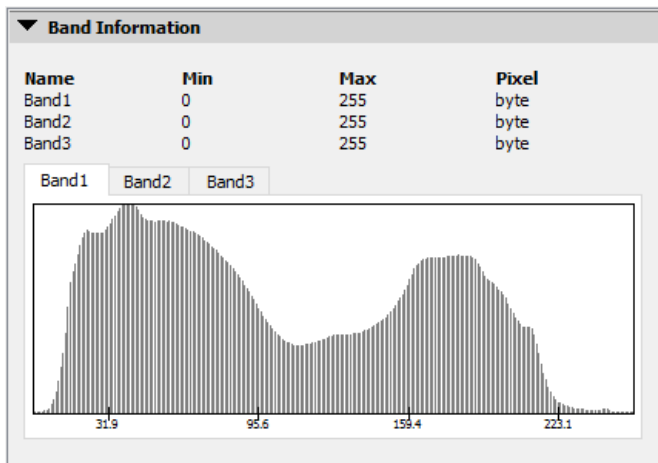 Band Information
Name Min Max Pixel
Band1 0 255 byte
Band2 0 255 byte
Band3 0 255 byte
Band1 Band2 Band3
31.9 95.6 159.4 223.1